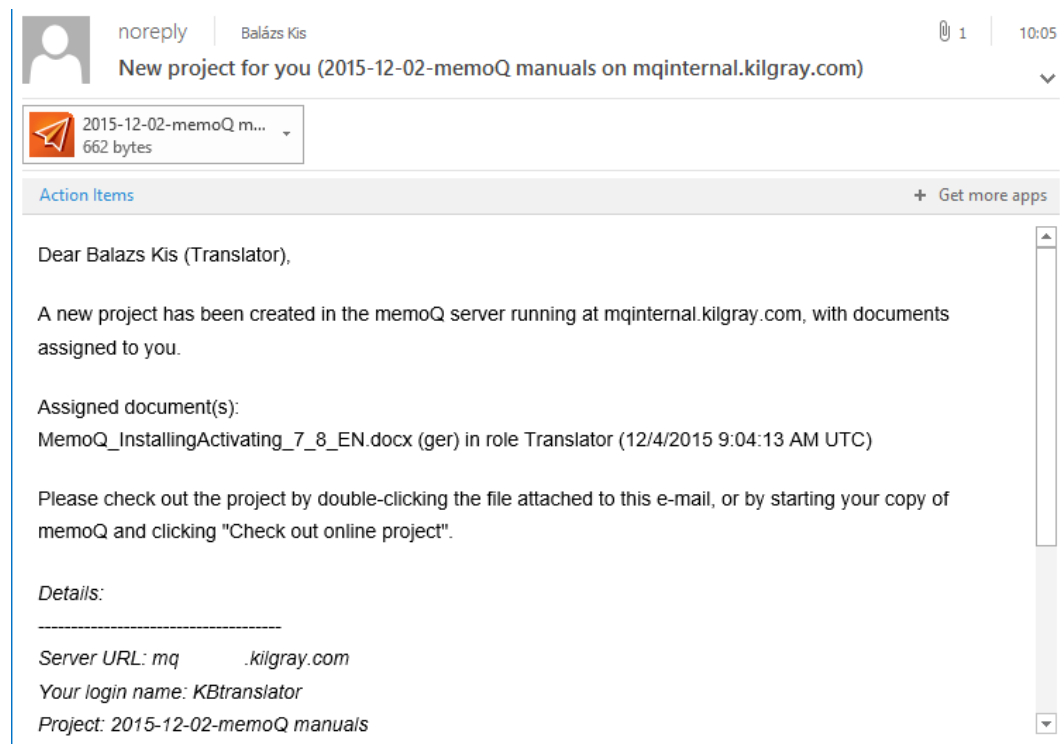 noreply Balázs Kis 1 10:05
New project for you (2015-12-02-memoQ manuals on mqinternal.kilgray.com)
2015-12-02-memoQ m...
662 bytes
Action Items + Get more apps
Dear Balazs Kis (Translator),
A new project has been created in the memoQ server running at mqinternal.kilgray.com, with documents
assigned to you.
Assigned document(s):
MemoQ_InstallingActivating_7_8_EN.docx (ger) in role Translator (12/4/2015 9:04:13 AM UTC)
Please check out the project by double-clicking the file attached to this e-mail, or by starting your copy of
memoQ and clicking "Check out online project".
Details:
-------------------------------------
Server URL: mq .kilgray.com
Your login name: KBtranslator
Project: 2015-12-02-memoQ manuals